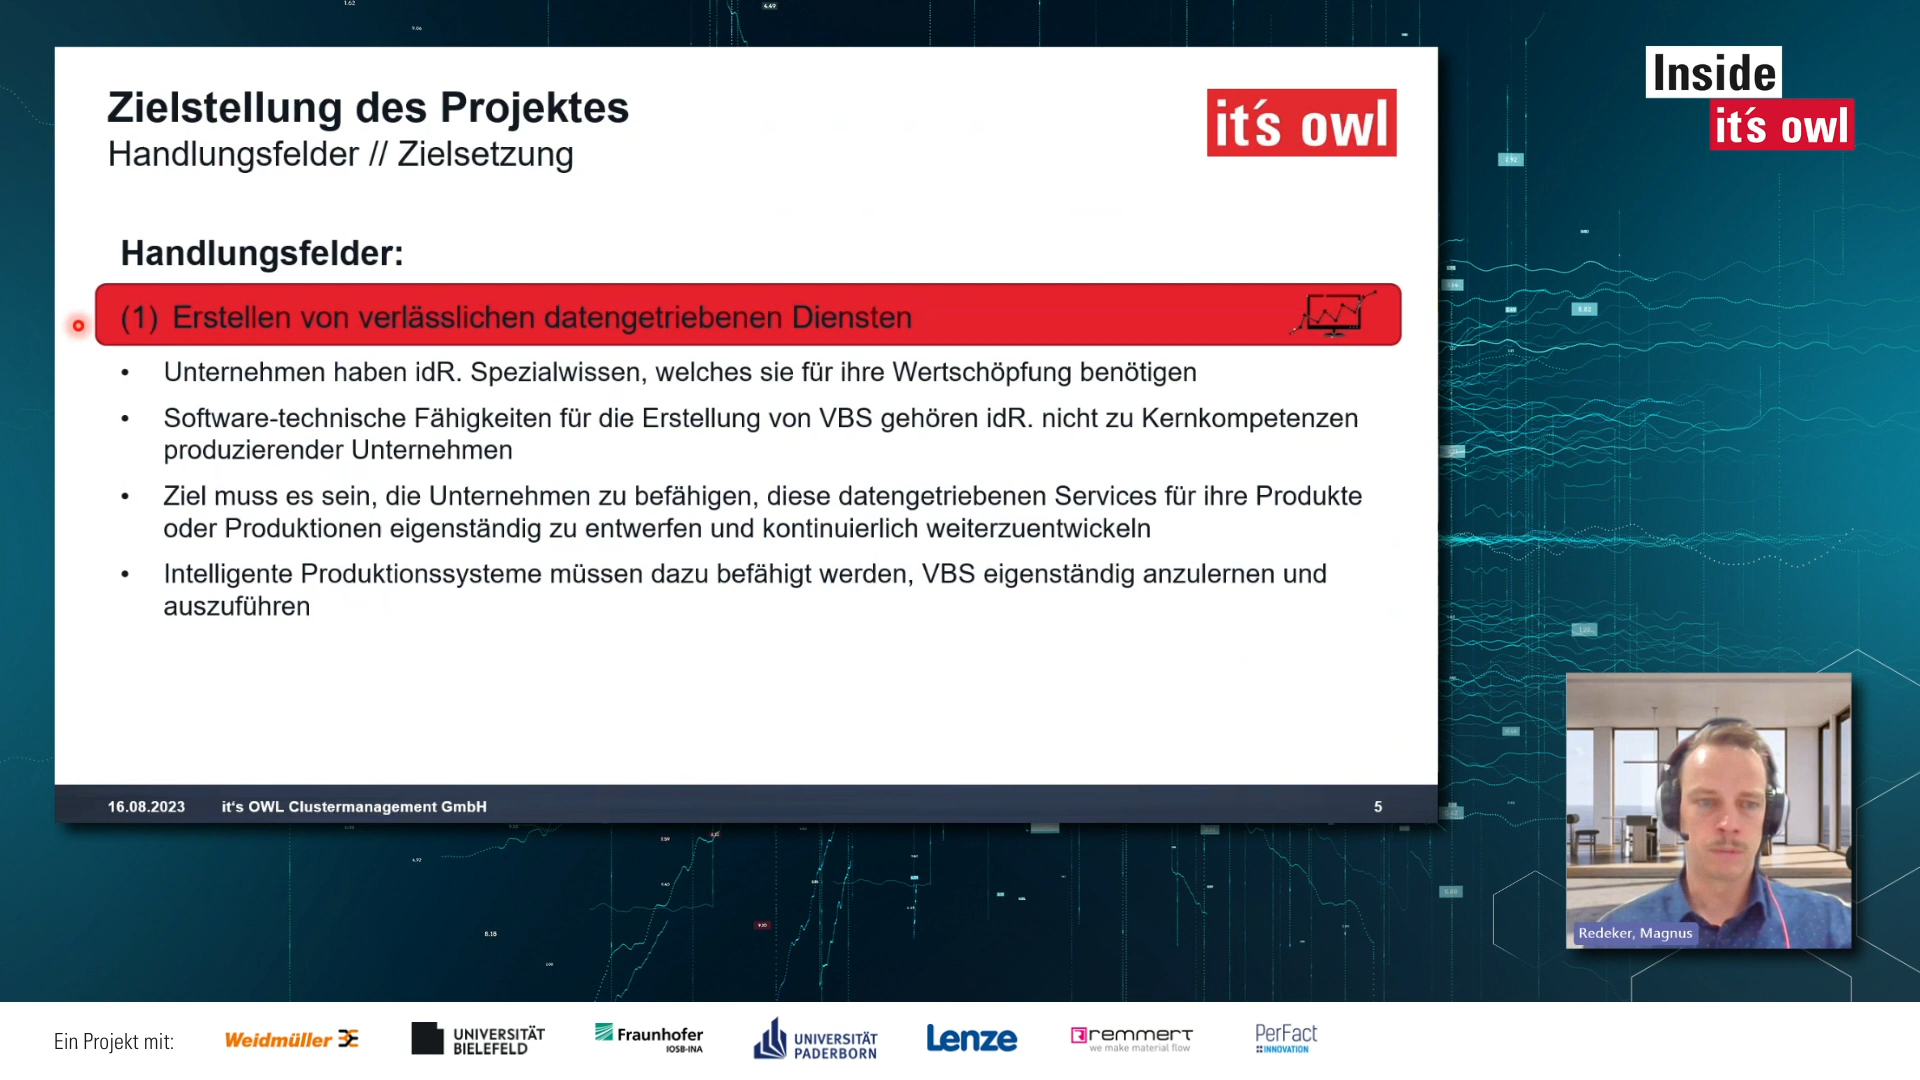 Inside
it's owl
Zielstellung des Projektes
Handlungsfelder // Zielsetzung
it's owl
Handlungsfelder:
(1) Erstellen von verlässlichen datengetriebenen Diensten
• Unternehmen haben idR. Spezialwissen, welches sie für ihre Wertschöpfung benötigen
• Software-technische Fähigkeiten für die Erstellung von VBS gehören idR. nicht zu Kernkompetenzen
produzierender Unternehmen
• Ziel muss es sein, die Unternehmen zu befähigen, diese datengetriebenen Services für ihre Produkte
oder Produktionen eigenständig zu entwerfen und kontinuierlich weiterzuentwickeln
• Intelligente Produktionssysteme müssen dazu befähigt werden, VBS eigenständig anzulernen und
auszuführen
16.08.2023 it's OWL Clustermanagement GmbH 5
Redeker, Magnus
8.18
Ein Projekt mit:
Weidmüller
UNIVERSITÄT
BIELEFELD
Fraunhofer
IOSB-INA
UNIVERSITÄT
PADERBORN
Lenze
remmert
we make material flow
PerFact
INNOVATION